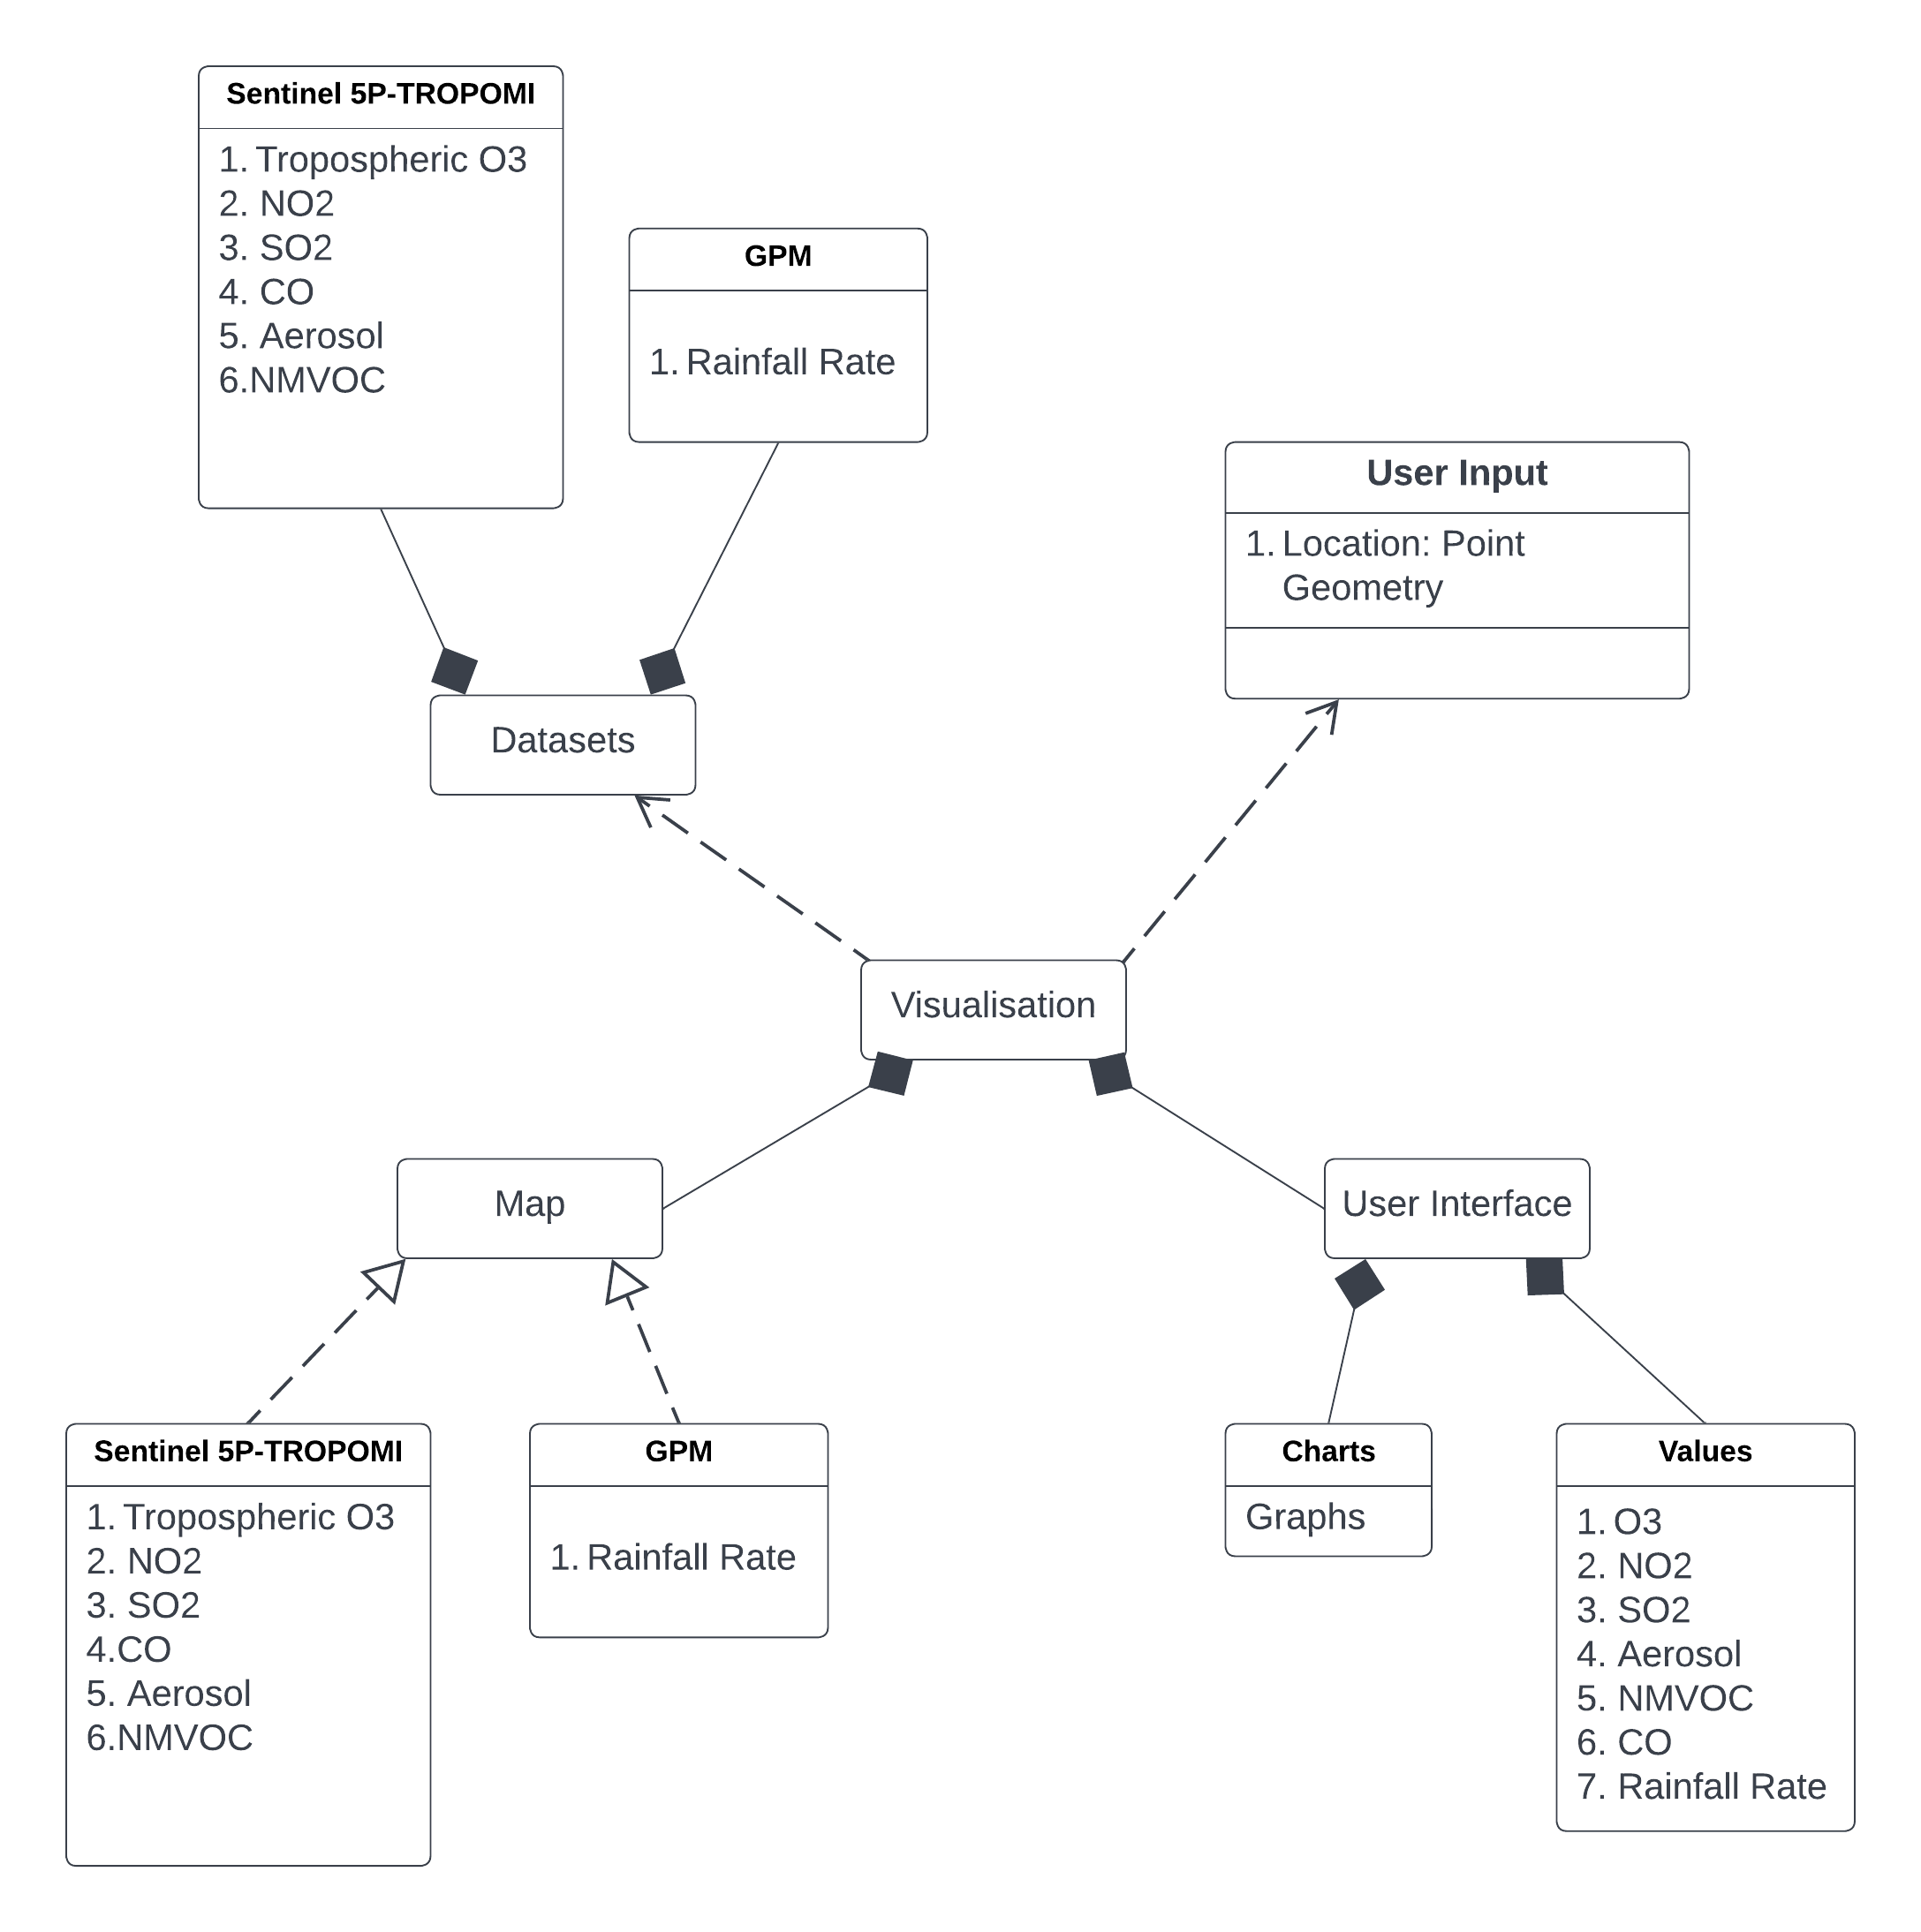 Sentinel 5P-TROPOMI
1. Tropospheric O3
2. NO2
3. SO2
4. CO
5. Aerosol
6.NMVOC
GPM
1. Rainfall Rate
User Input
1. Location: Point
Geometry
Datasets
Visualisation
Map
User Interface
Sentinel 5P-TROPOMI
1. Tropospheric O3
2. NO2
3. SO2
4.CO
5. Aerosol
6.NMVOC
GPM
1. Rainfall Rate
Charts
Graphs
Values
1. O3
2. NO2
3. SO2
4. Aerosol
5. NMVOC
6. CO
7. Rainfall Rate